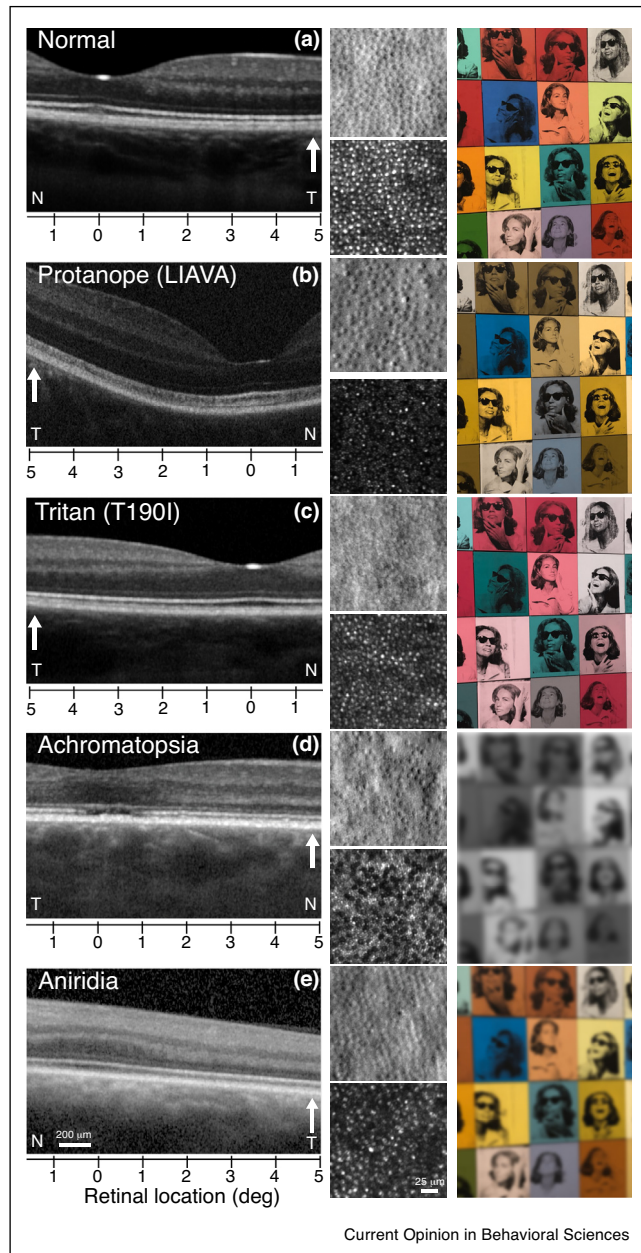 Normal (a)
N T
1 0 1 2 3 4 5
Protanope (LIAVA) (b)
T N
5 4 3 2 1 0 1
Tritan (T190I) (c)
T N
5 4 3 2 1 0 1
Achromatopsia (d)
T N
1 0 1 2 3 4 5
Aniridia (e)
200 μm
N T
25 μm
1 0 1 2 3 4 5
Retinal location (deg)
Current Opinion in Behavioral Sciences